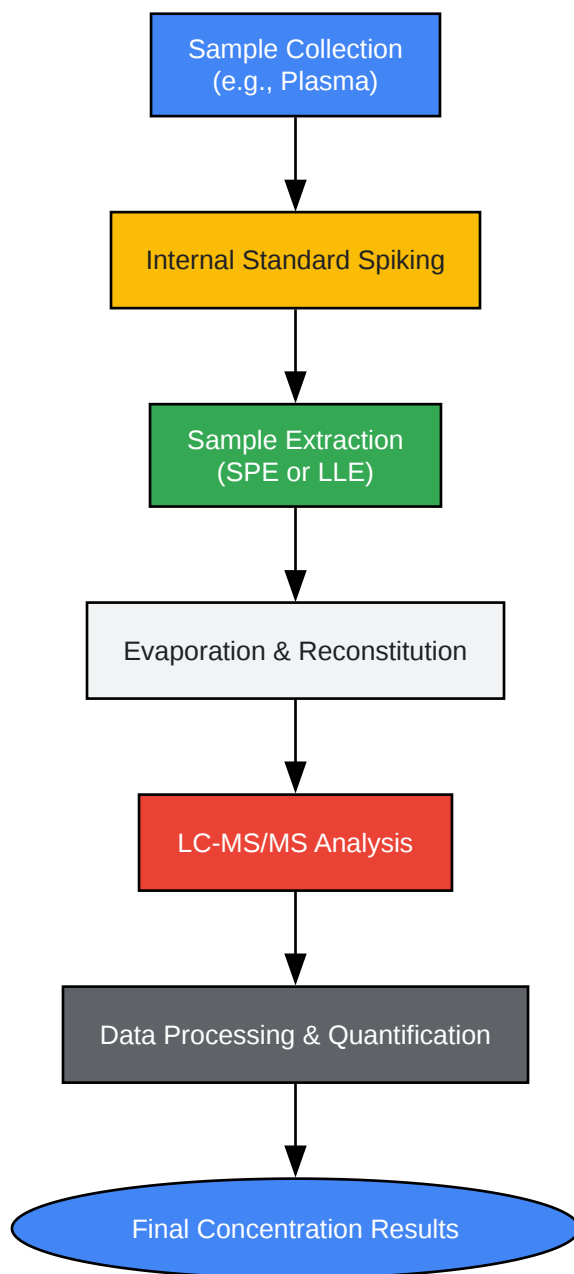 Sample Collection
(e.g., Plasma)
Internal Standard Spiking
Sample Extraction
(SPE or LLE)
Evaporation & Reconstitution
LC-MS/MS Analysis
Data Processing & Quantification
Final Concentration Results